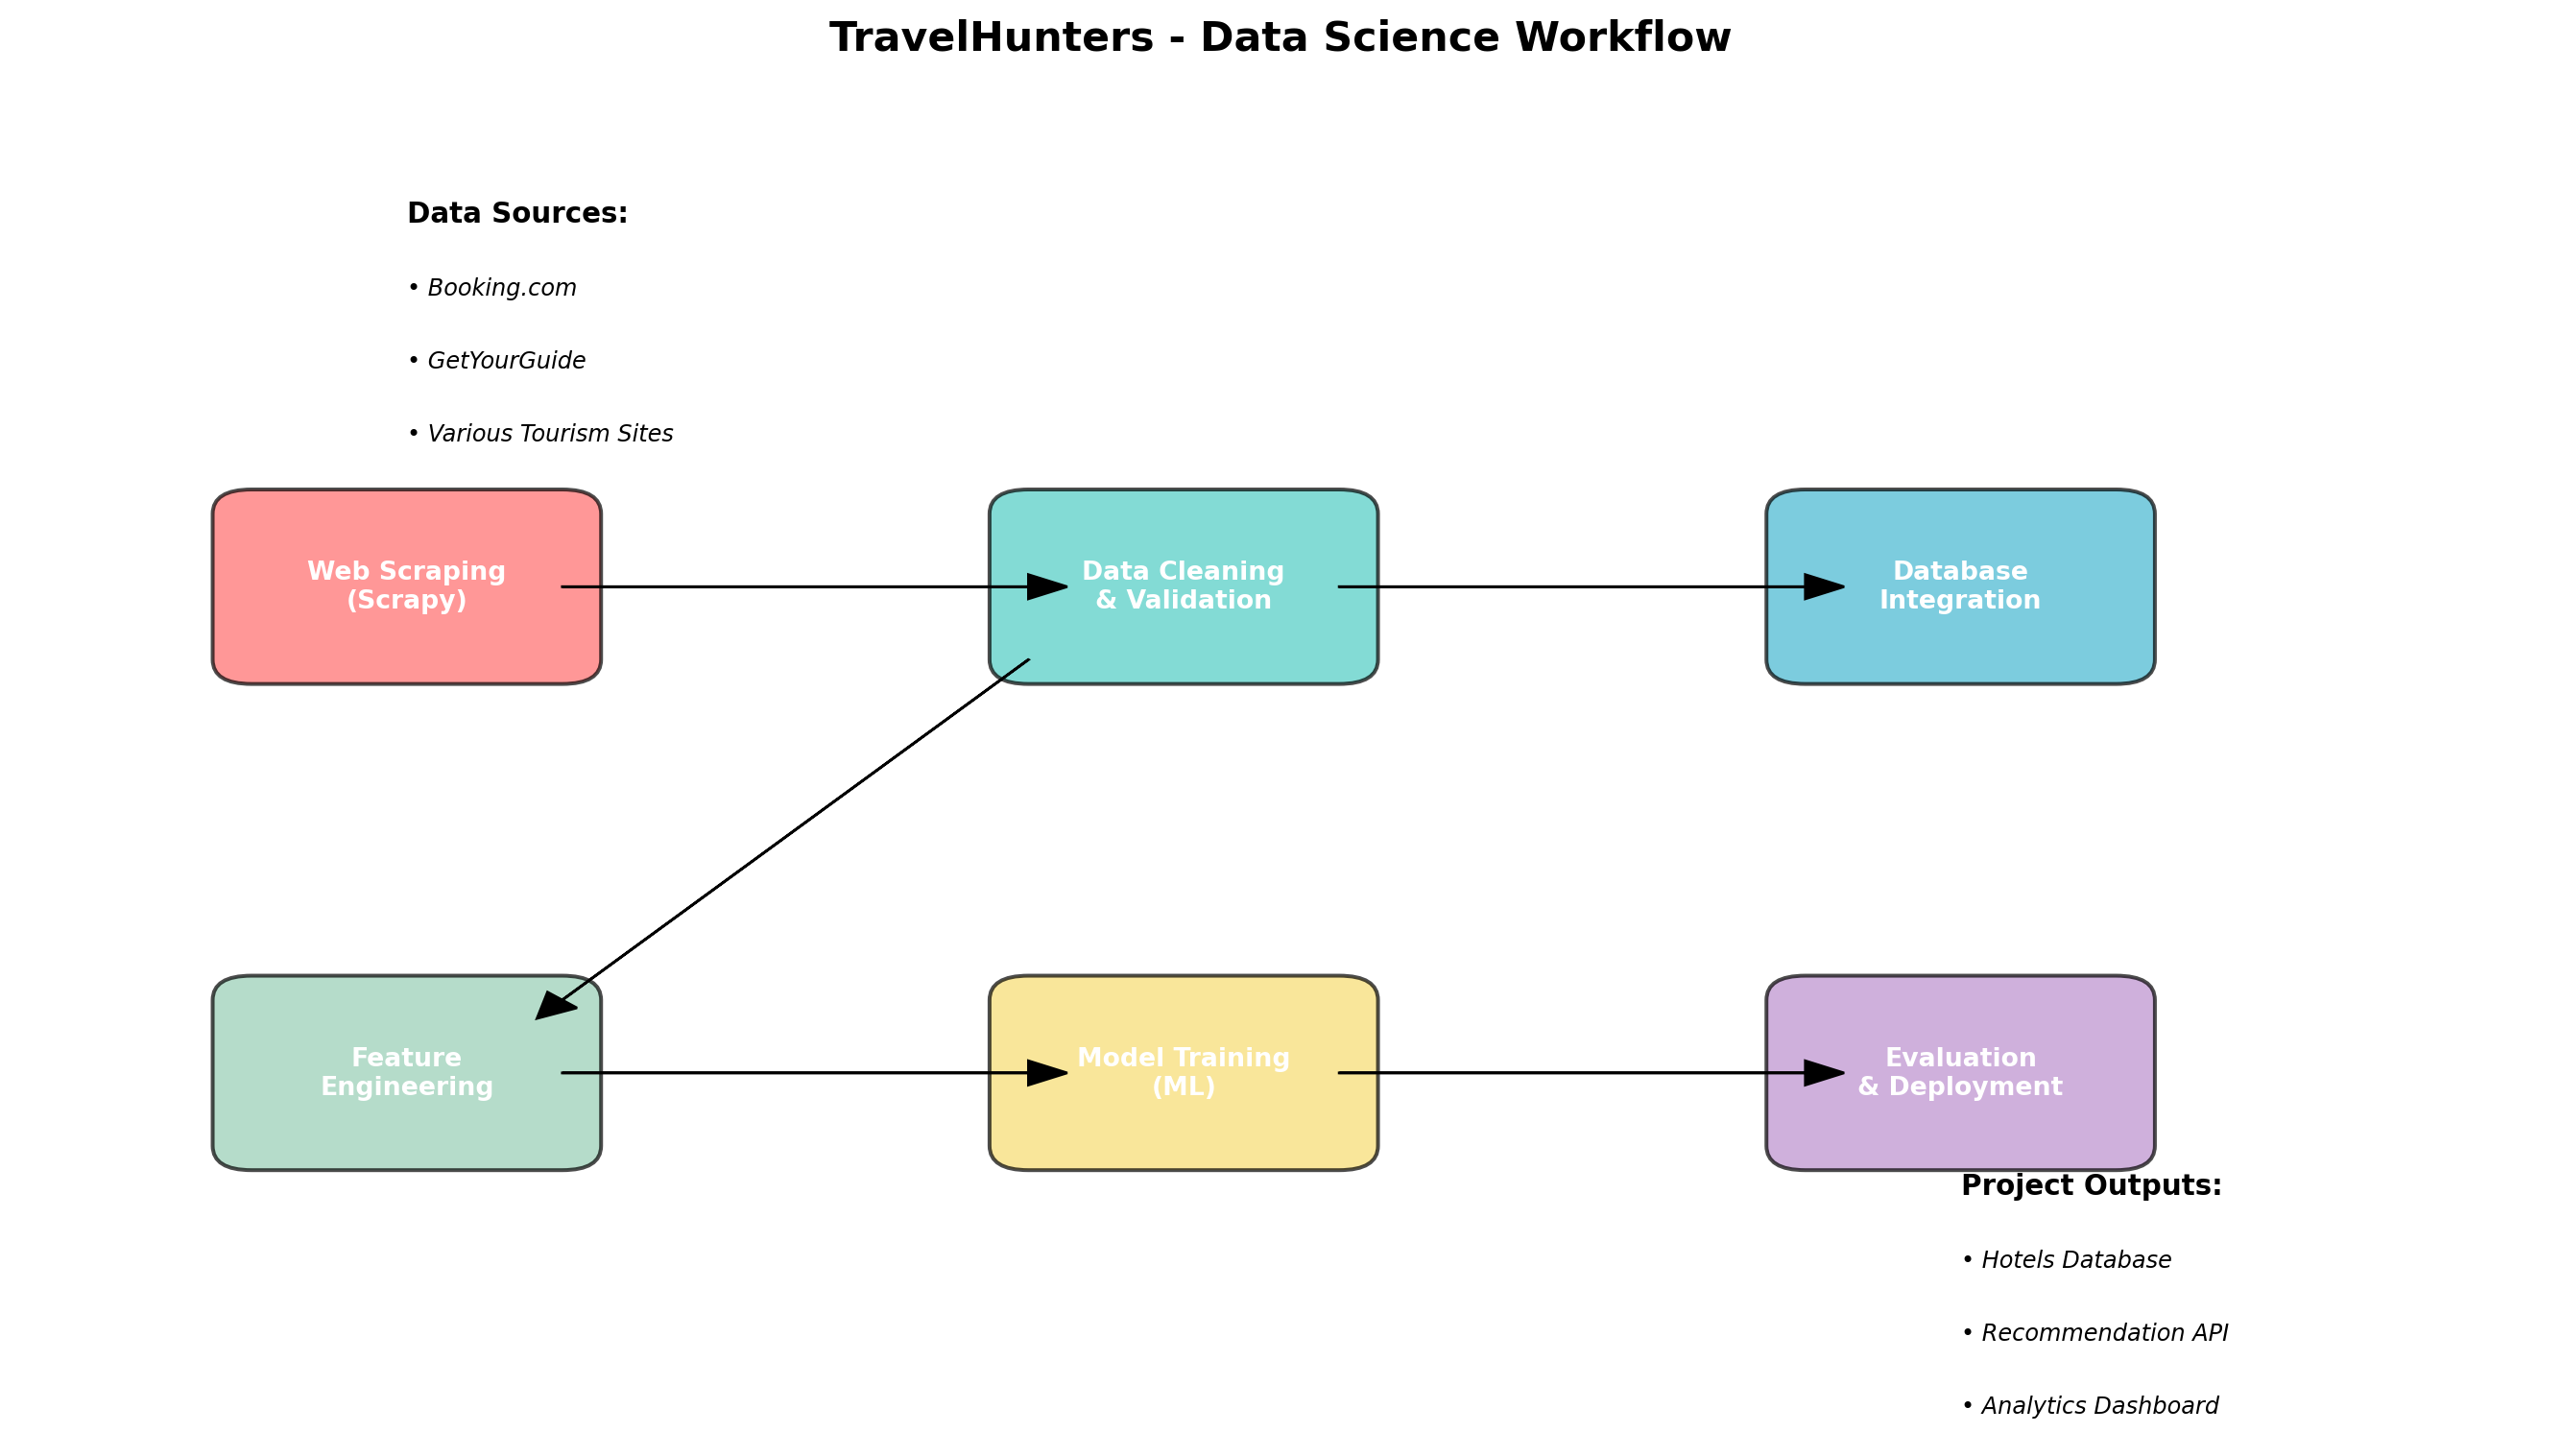 TravelHunters - Data Science Workflow
Data Sources:
• Booking.com
• GetYourGuide
• Various Tourism Sites
Web Scraping
(Scrapy)
Data Cleaning
& Validation
Database
Integration
Feature
Engineering
Model Training
(ML)
Evaluation
& Deployment
Project Outputs:
• Hotels Database
• Recommendation API
• Analytics Dashboard